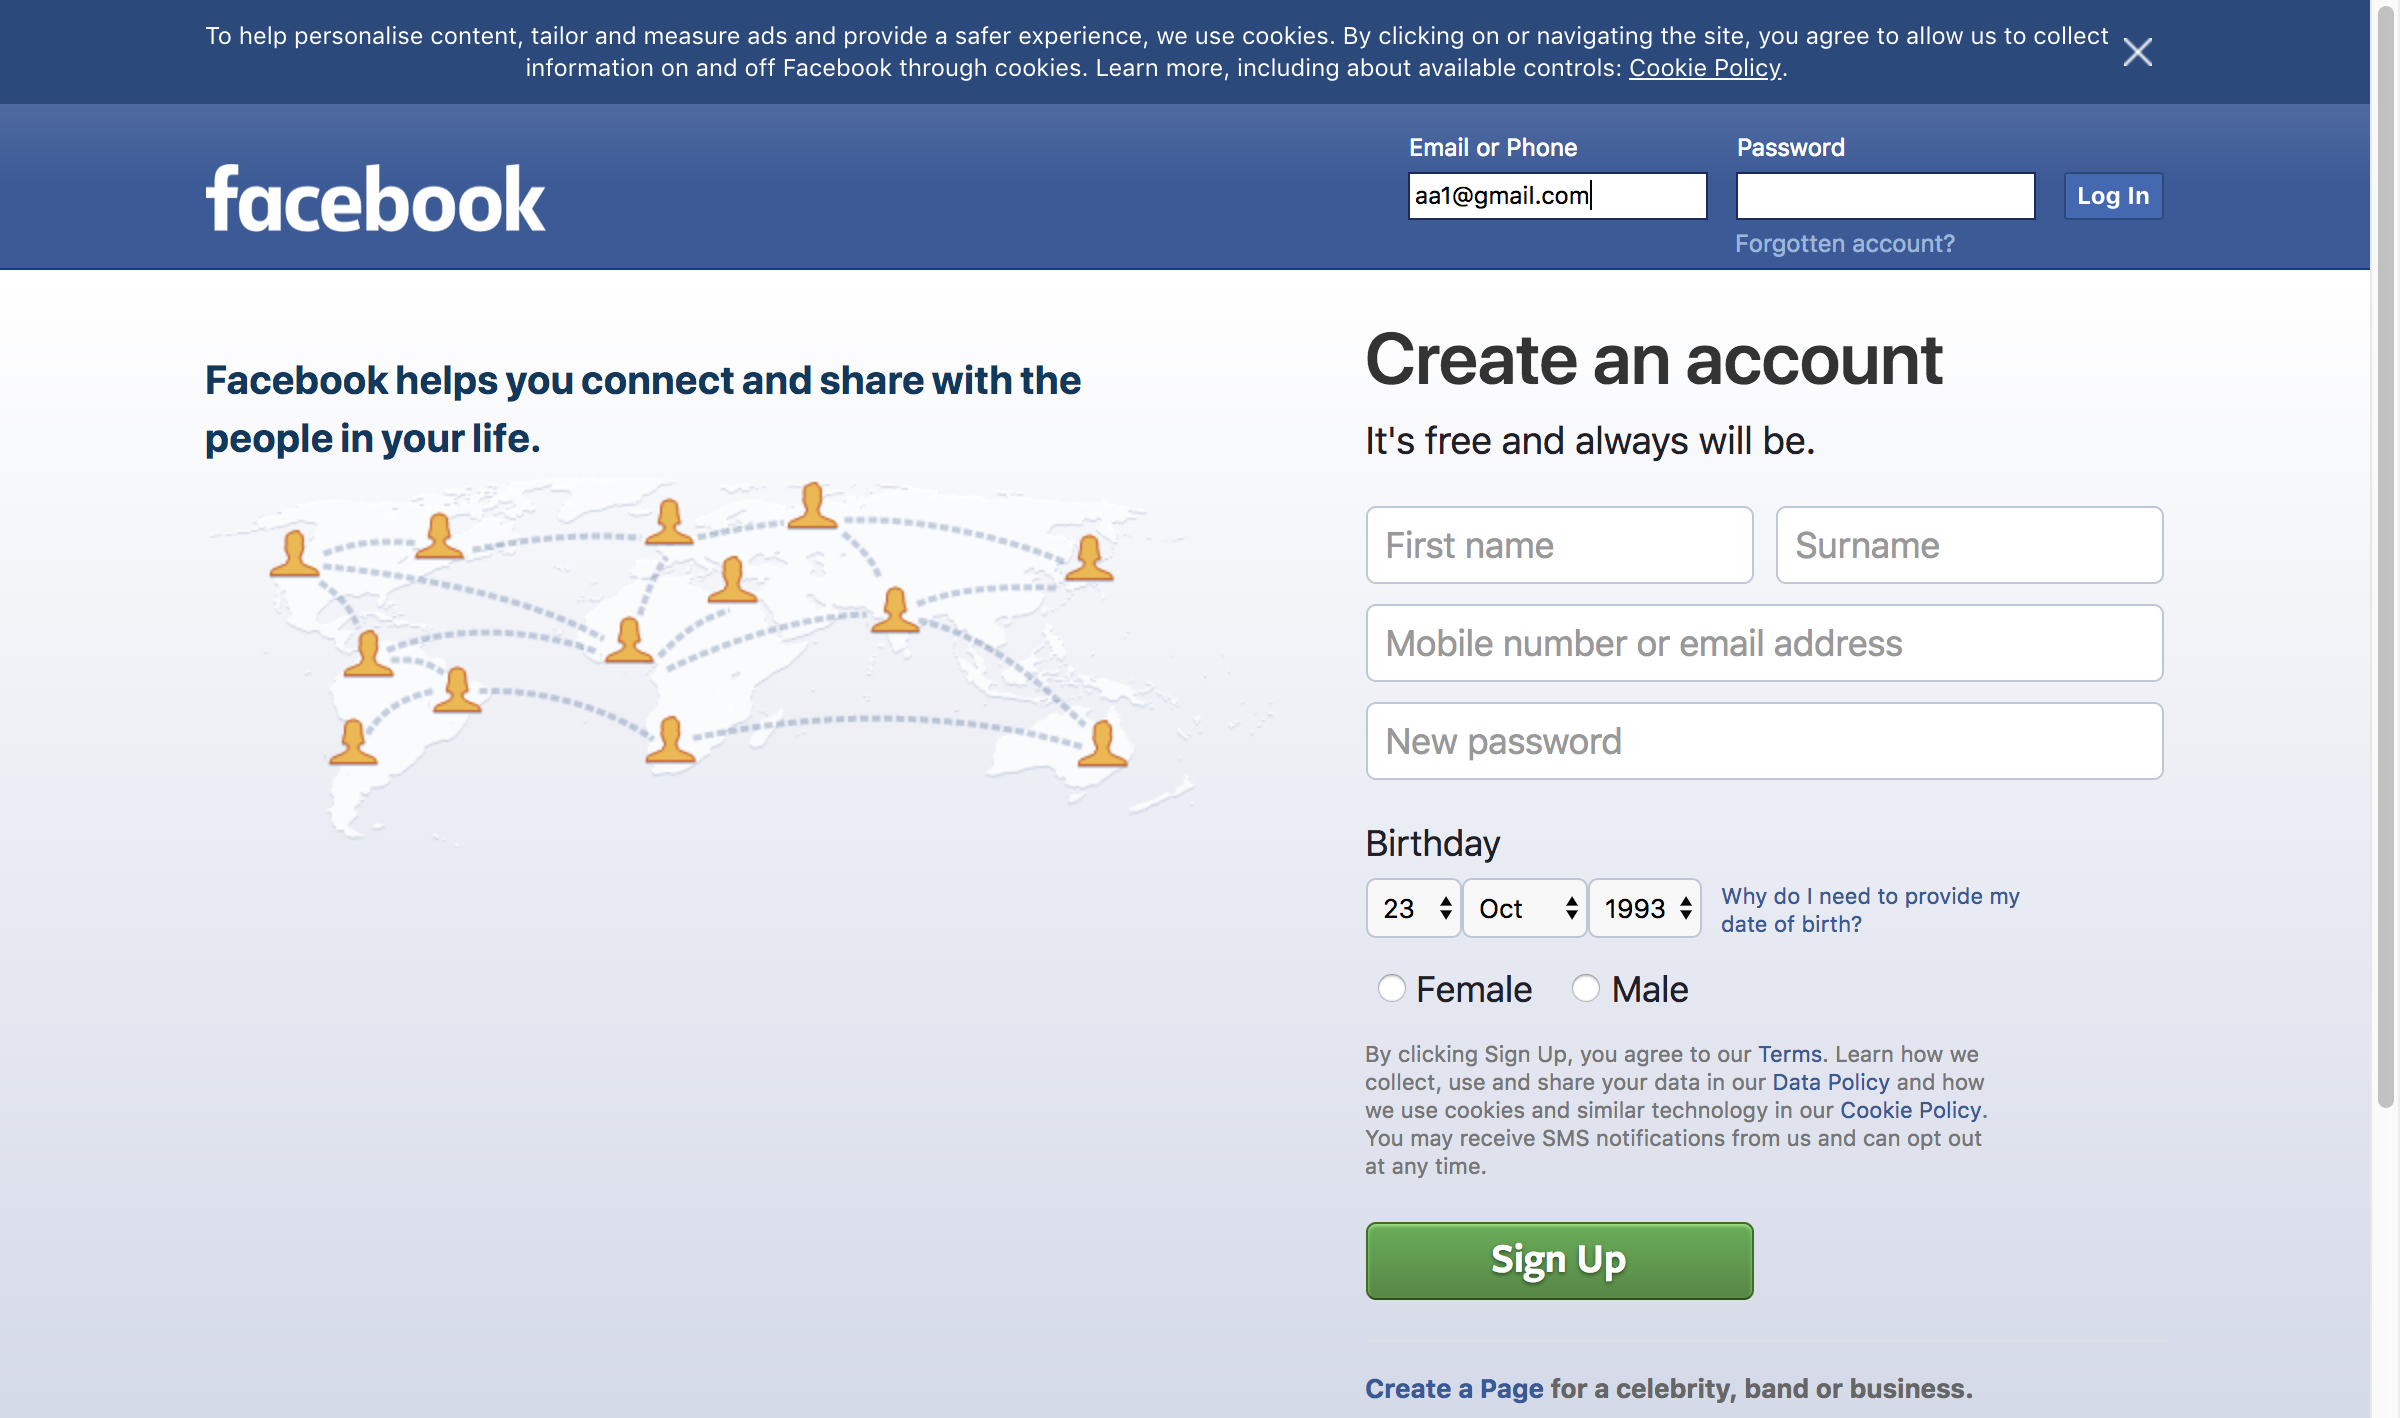 To help personalise content, tailor and measure ads and provide a safer experience, we use cookies. By clicking on or navigating the site, you agree to allow us to collect
information on and off Facebook through cookies. Learn more, including about available controls: Cookie Policy.
facebook
Email or Phone
Password
aa1@gmail.com
Log In
Forgotten account?
Facebook helps you connect and share with the
people in your life.
Create an account
It's free and always will be.
First name
Surname
Mobile number or email address
New password
Birthday
23
Oct
1993
Why do I need to provide my
date of birth?
Female
Male
By clicking Sign Up, you agree to our Terms. Learn how we
collect, use and share your data in our Data Policy and how
we use cookies and similar technology in our Cookie Policy.
You may receive SMS notifications from us and can opt out
at any time.
Sign Up
Create a Page for a celebrity, band or business.